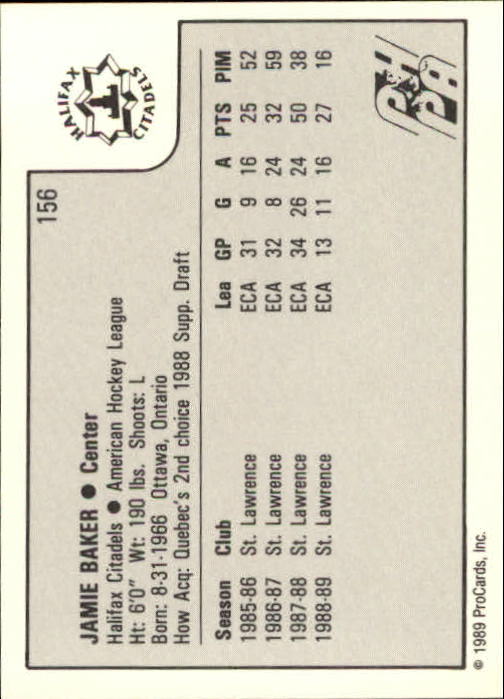 HALIFAX
CITADELS
156
JAMIE BAKER ● Center
Halifax Citadels ● American Hockey League
Ht: 6'0" Wt: 190 lbs. Shoots: L
Born: 8-31-1966 Ottawa, Ontario
How Acq: Quebec's 2nd choice 1988 Supp. Draft
Season Club Lea GP G A PTS PIM
1985-86 St. Lawrence ECA 31 9 16 25 52
1986-87 St. Lawrence ECA 32 8 24 32 59
1987-88 St. Lawrence ECA 34 26 24 50 38
1988-89 St. Lawrence ECA 13 11 16 27 16
© 1989 ProCards, Inc.